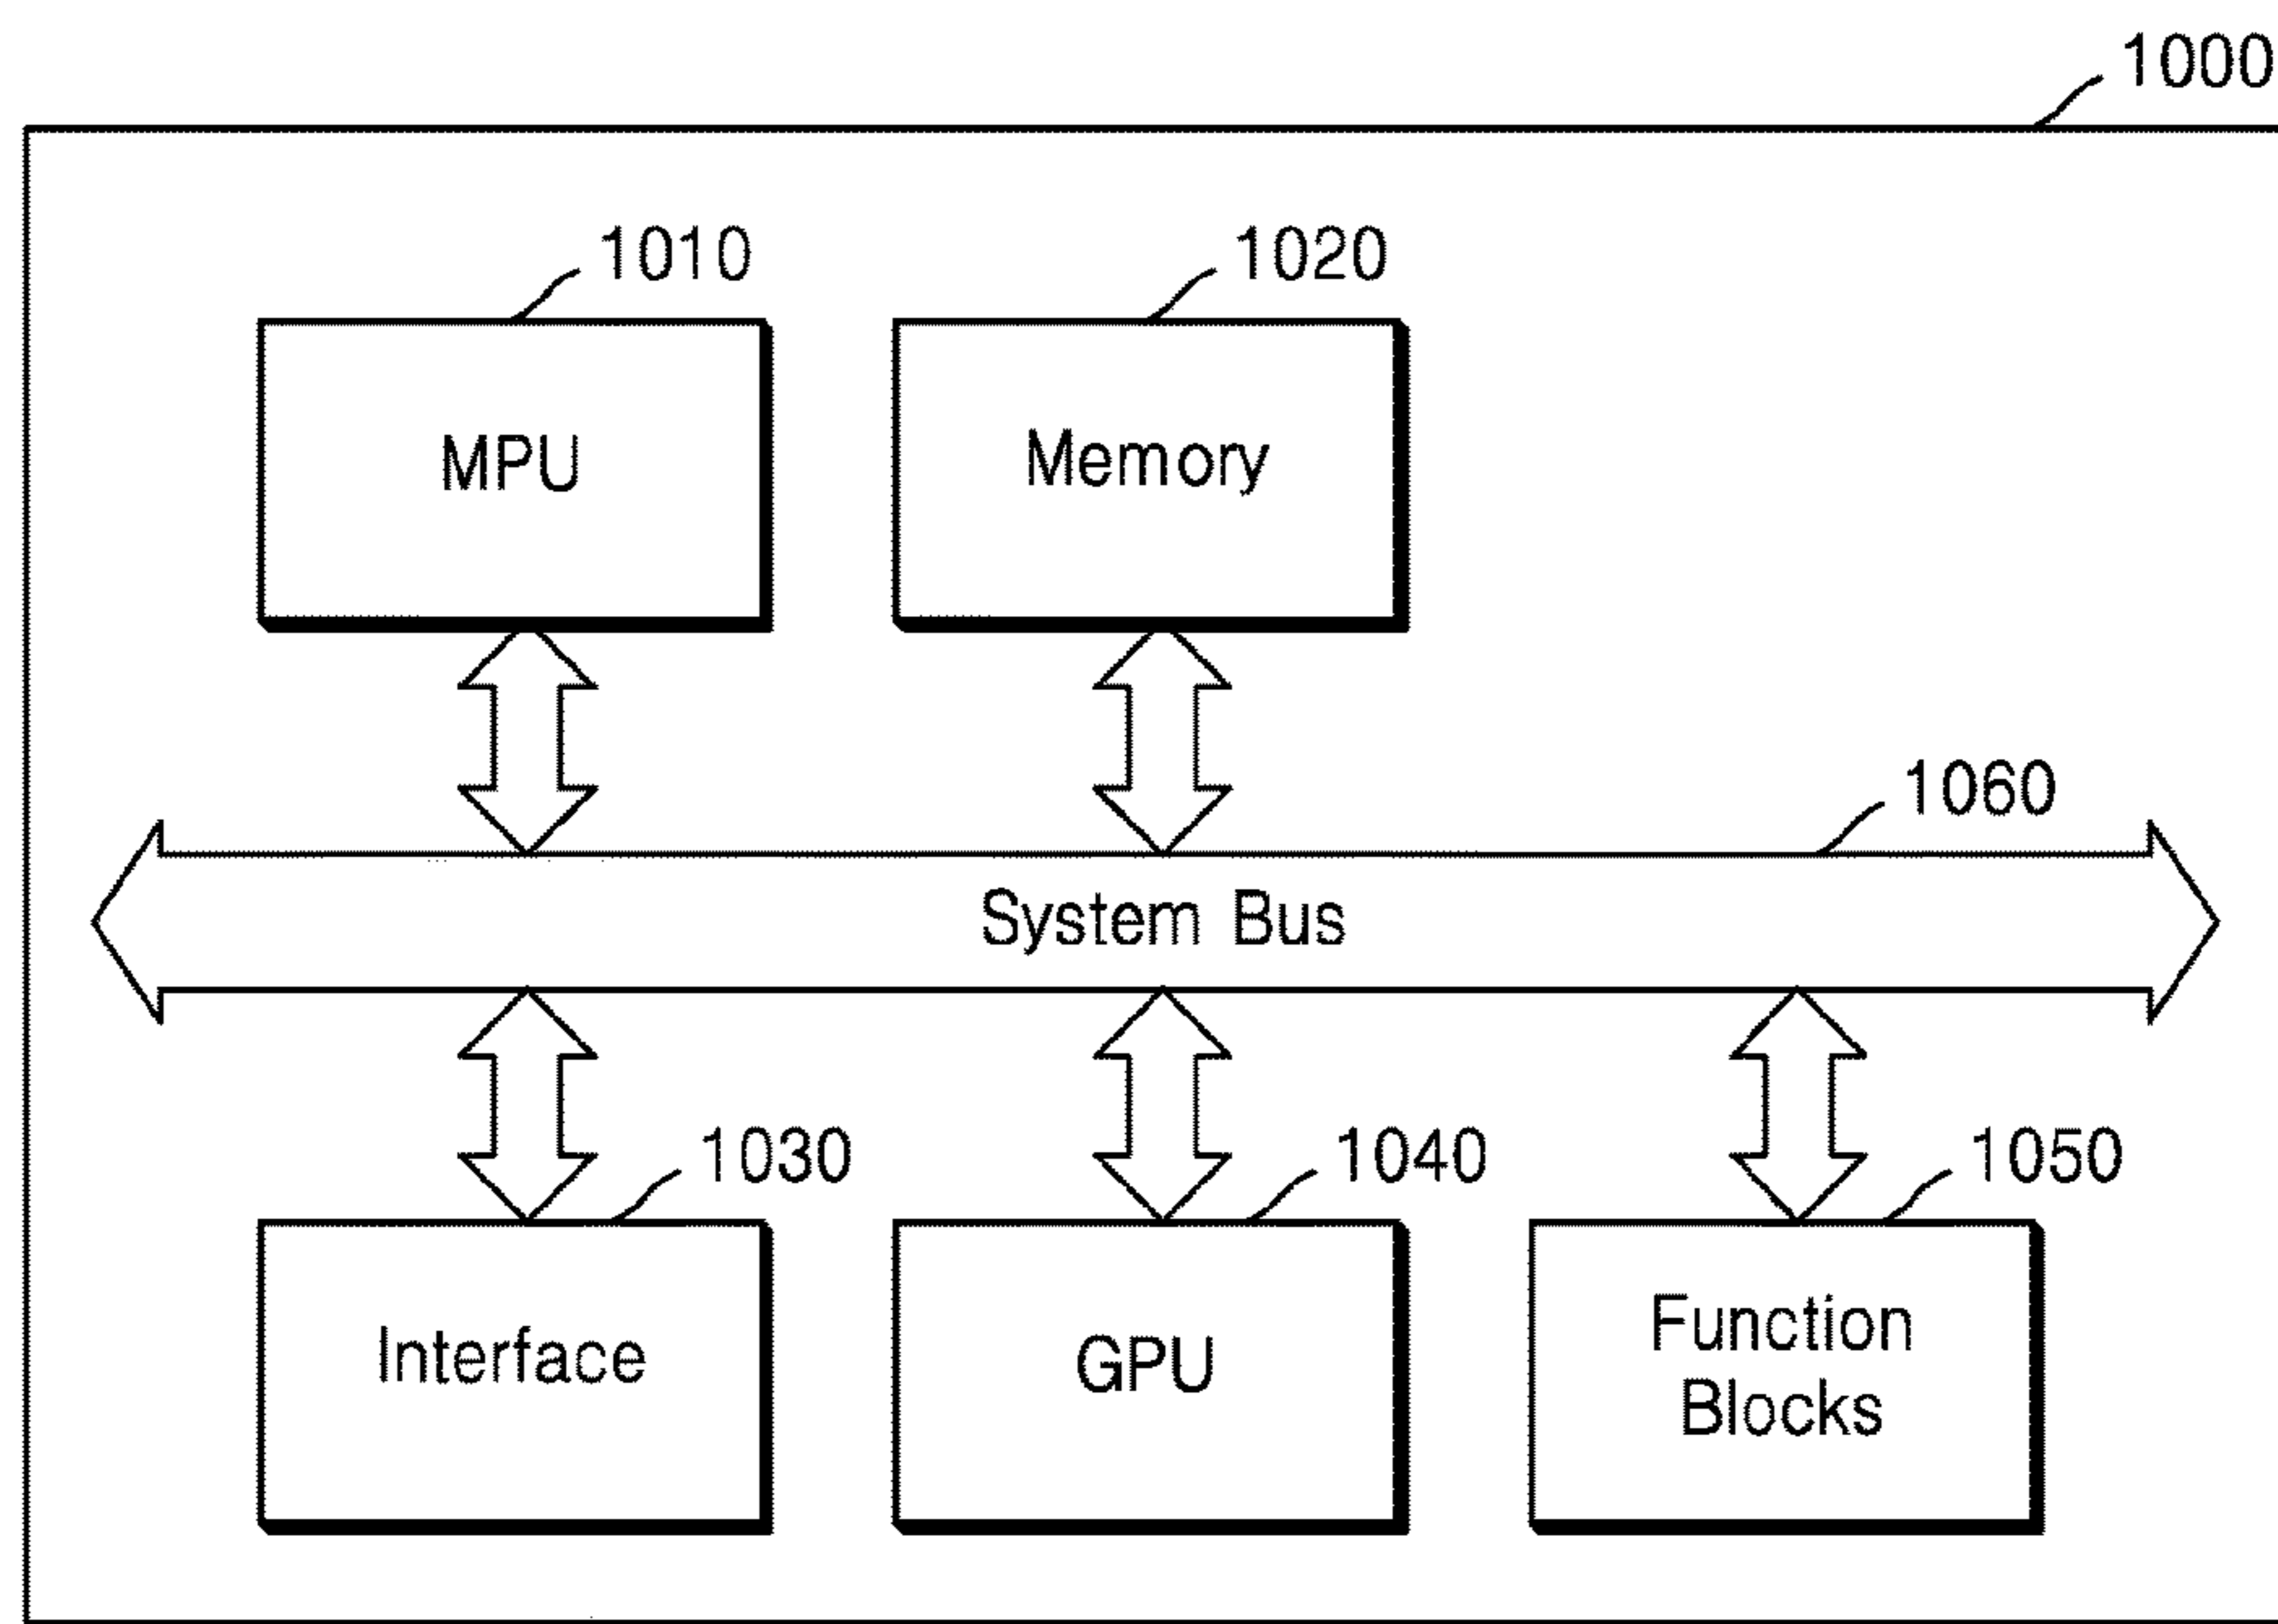 1000
1010
1020
MPU
Memory
1060
System Bus
1030
1040
1050
Interface
GPU
Function
Blocks